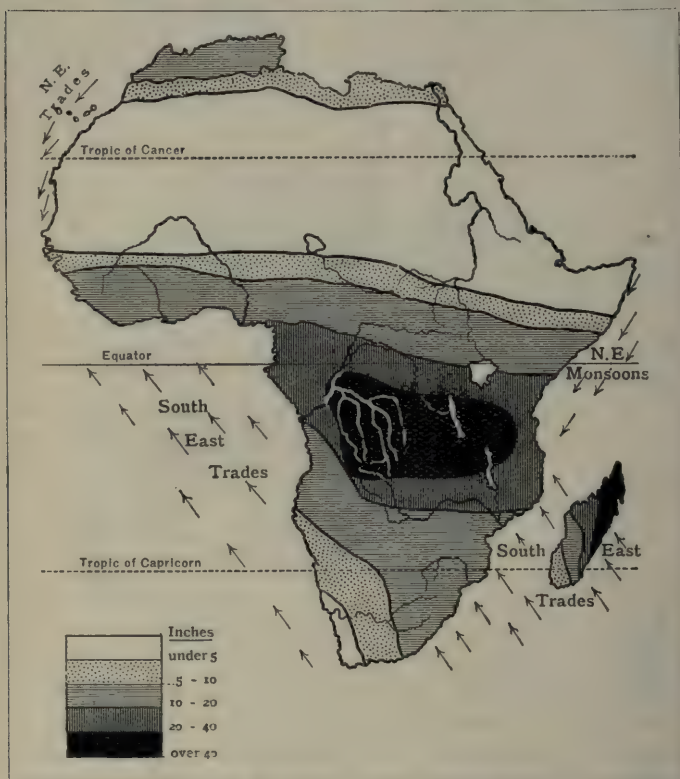 N.E.
Trades
Tropic of Cancer
Equator
N.E.
Monsoons
South
East
Trades
Tropic of Capricorn
South East
Trades
Inches
under 5
5 - 10
10 - 20
20 - 40
over 40